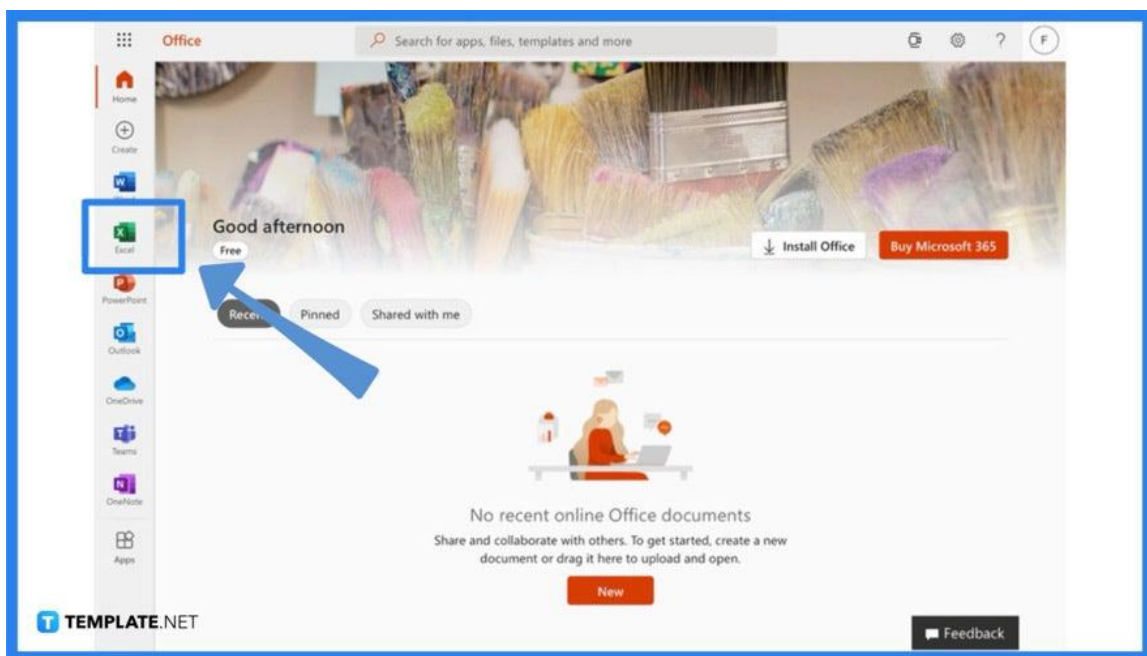 Office
Search for apps, files, templates and more
?
F
Home
Create
W
X
Excel
Good afternoon
Free
Install Office
Buy Microsoft 365
P
PowerPoint
Recent
Pinned
Shared with me
Outlook
OneDrive
Teams
OneNote
Apps
No recent online Office documents
Share and collaborate with others. To get started, create a new
document or drag it here to upload and open.
New
T TEMPLATE.NET
Feedback